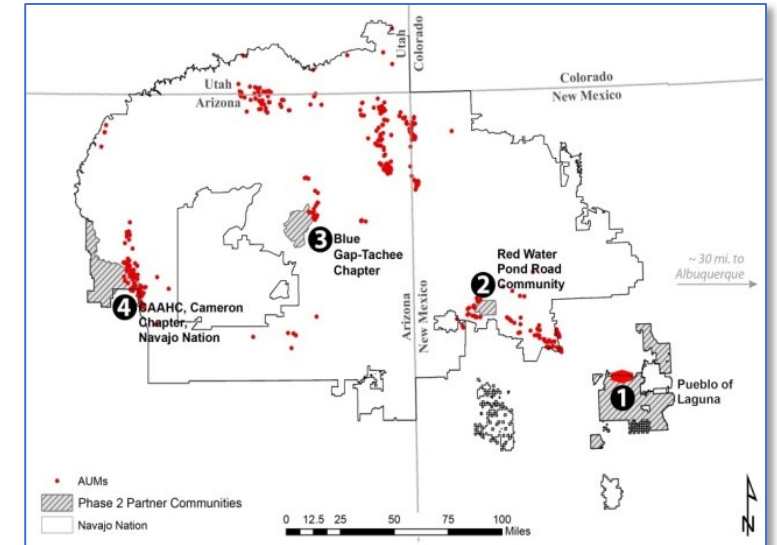 Utah
Colorado
Utah
Arizona
Colorado
New Mexico
3 Blue
Gap-Tachee
Chapter
Red Water
Pond Road
Community
2
~ 30 mi. to
Albuquerque
4 CAAHC, Cameron
Chapter,
Navajo Nation
Arizona
New Mexico
1
Pueblo of
Laguna
AUMs
Phase 2 Partner Communities
Navajo Nation
0 12.5 25 50 75 100
Miles
N